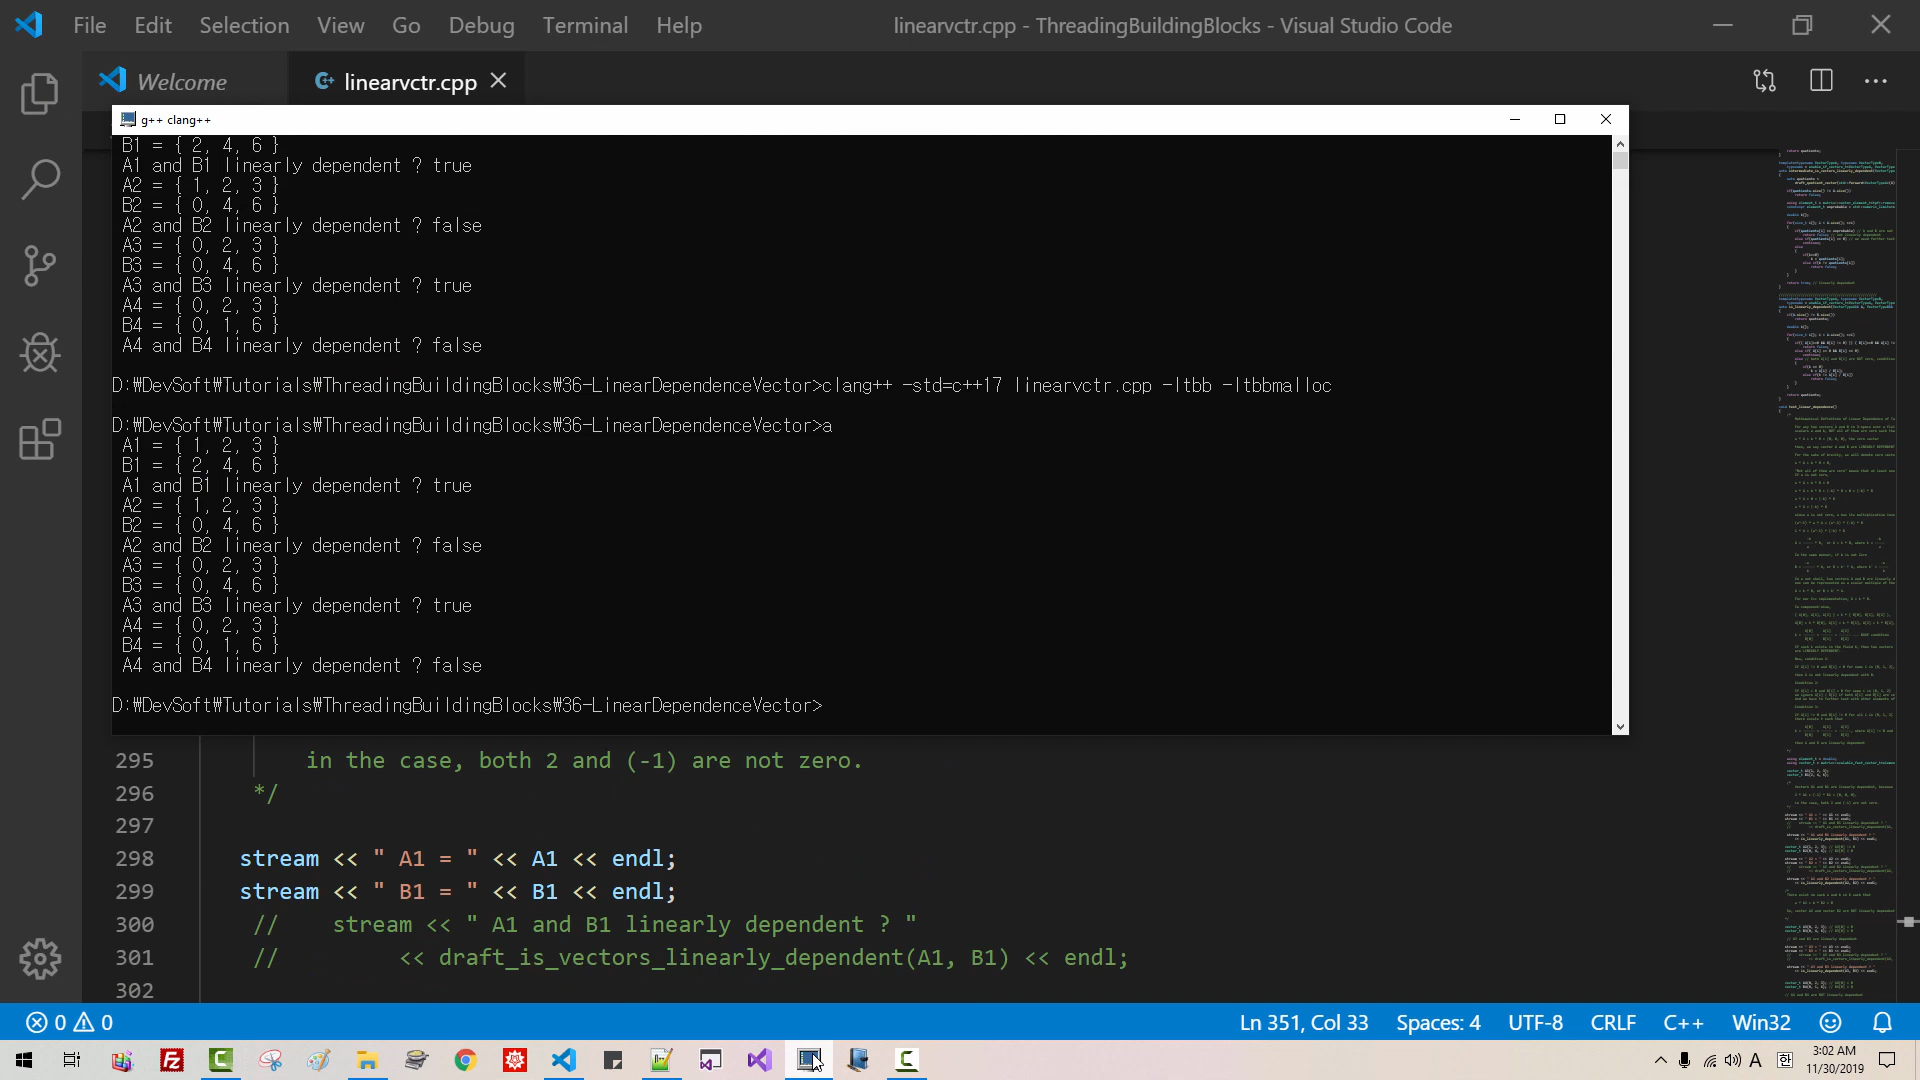 File Edit Selection View Go Debug Terminal Help linearvctr.cpp - ThreadingBuildingBlocks - Visual Studio Code
Welcome linearvctr.cpp
g++ clang++
B1 = { 2, 4, 6 }
A1 and B1 linearly dependent ? true
A2 = { 1, 2, 3 }
B2 = { 0, 4, 6 }
A2 and B2 linearly dependent ? false
A3 = { 0, 2, 3 }
B3 = { 0, 4, 6 }
A3 and B3 linearly dependent ? true
A4 = { 0, 2, 3 }
B4 = { 0, 1, 6 }
A4 and B4 linearly dependent ? false
D:₩DevSoft₩Tutorials₩ThreadingBuildingBlocks₩36-LinearDependenceVector>clang++ -std=c++17 linearvctr.cpp -ltbb -ltbbmalloc
D:₩DevSoft₩Tutorials₩ThreadingBuildingBlocks₩36-LinearDependenceVector>a
A1 = { 1, 2, 3 }
B1 = { 2, 4, 6 }
A1 and B1 linearly dependent ? true
A2 = { 1, 2, 3 }
B2 = { 0, 4, 6 }
A2 and B2 linearly dependent ? false
A3 = { 0, 2, 3 }
B3 = { 0, 4, 6 }
A3 and B3 linearly dependent ? true
A4 = { 0, 2, 3 }
B4 = { 0, 1, 6 }
A4 and B4 linearly dependent ? false
D:₩DevSoft₩Tutorials₩ThreadingBuildingBlocks₩36-LinearDependenceVector>
295 in the case, both 2 and (-1) are not zero.
296 */
297
298 stream << " A1 = " << A1 << endl;
299 stream << " B1 = " << B1 << endl;
300 // stream << " A1 and B1 linearly dependent ? "
301 // << draft_is_vectors_linearly_dependent(A1, B1) << endl;
302
0 0 Ln 351, Col 33 Spaces: 4 UTF-8 CRLF C++ Win32
A 한 3:02 AM
11/30/2019